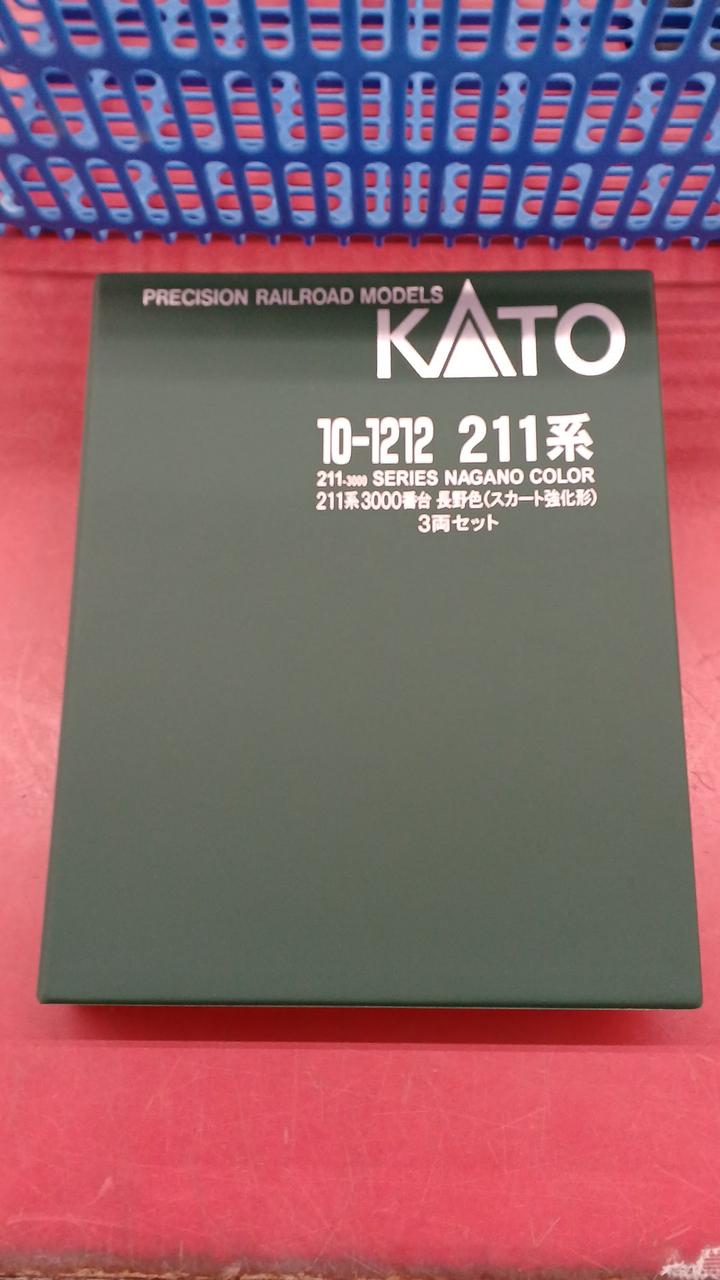 PRECISION RAILROAD MODELS
KATO
10-1212 211系
211-3000 SERIES NAGANO COLOR
211系3000番台 長野色(スカート強化形)
3両セット